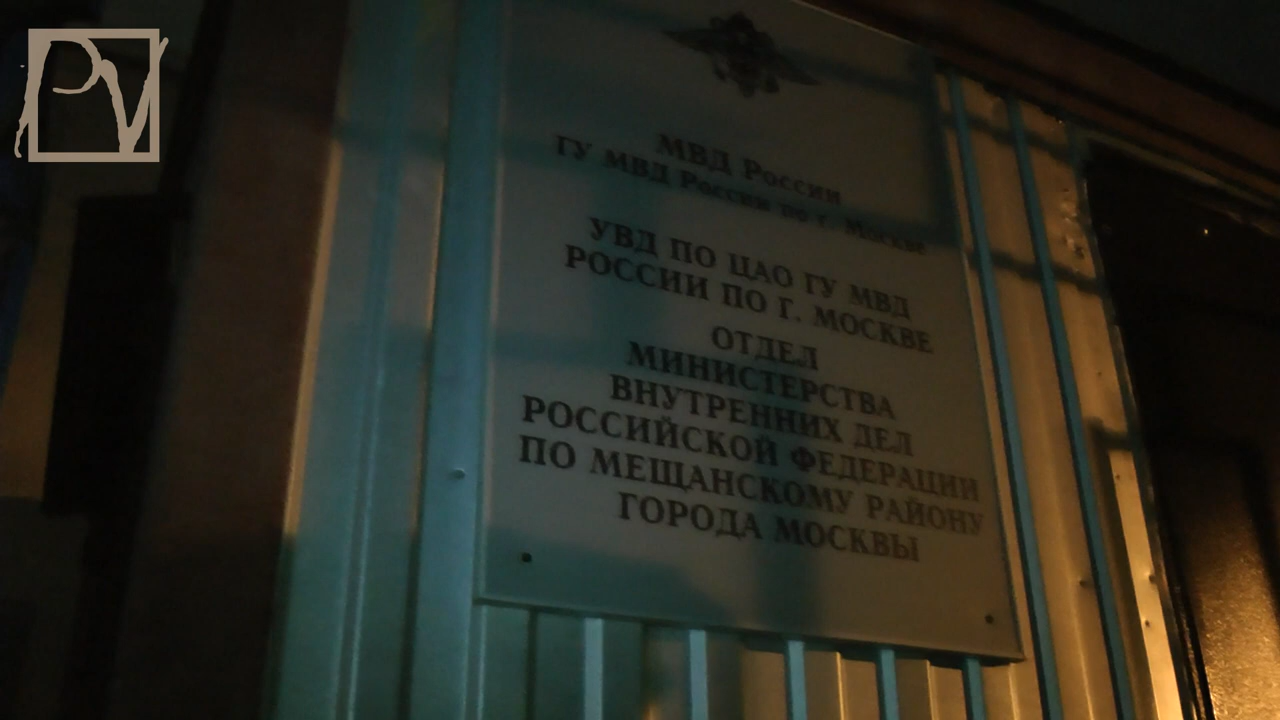 PV
МВД России
ГУ МВД России по г. Москве
УВД ПО ЦАО ГУ МВД
РОССИИ ПО Г. МОСКВЕ
ОТДЕЛ
МИНИСТЕРСТВА
ВНУТРЕННИХ ДЕЛ
РОССИЙСКОЙ ФЕДЕРАЦИИ
ПО МЕЩАНСКОМУ РАЙОНУ
ГОРОДА МОСКВЫ